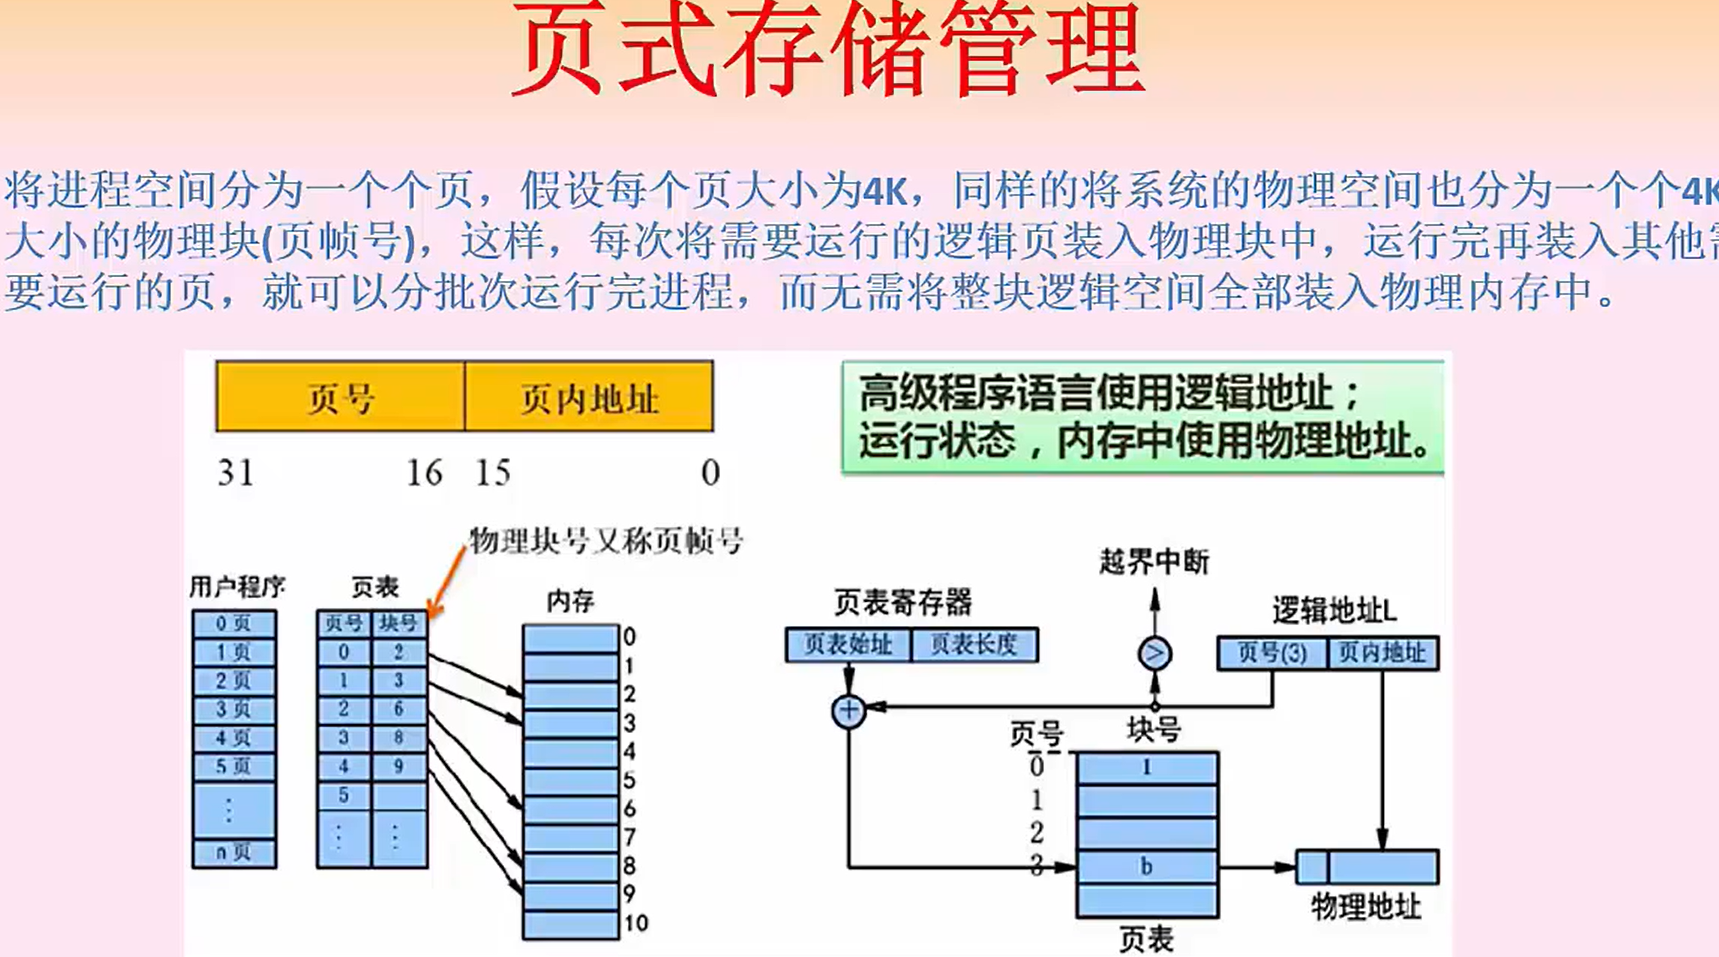 页式存储管理
将进程空间分为一个个页，假设每个页大小为4K，同样的将系统的物理空间也分为一个个4K
大小的物理块(页帧号)，这样，每次将需要运行的逻辑页装入物理块中，运行完再装入其他需
要运行的页，就可以分批次运行完进程，而无需将整块逻辑空间全部装入物理内存中。
页号 页内地址
31 16 15 0
高级程序语言使用逻辑地址；
运行状态，内存中使用物理地址。
物理块号又称页帧号
用户程序
0页
1页
2页
3页
4页
5页
⋮
n页
页表
页号 块号
0 2
1 3
2 6
3 8
4 9
5
⋮ ⋮
内存
0
1
2
3
4
5
6
7
8
9
10
越界中断
页表寄存器
页表始址 页表长度
>
逻辑地址L
页号(3) 页内地址
+
页号 块号
0 1
1
2
3 b
页表
物理地址